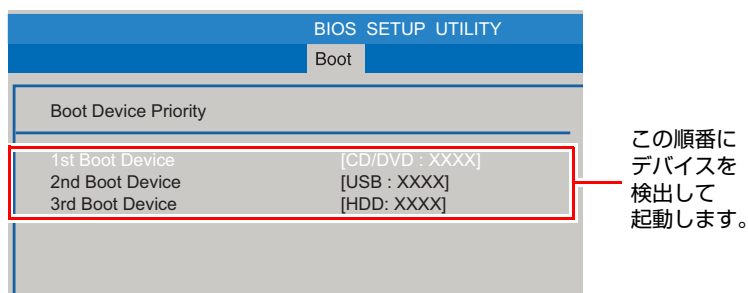 BIOS SETUP UTILITY
Boot
Boot Device Priority
1st Boot Device [CD/DVD : XXXX]
2nd Boot Device [USB : XXXX]
3rd Boot Device [HDD: XXXX]
この順番に
デバイスを
検出して
起動します。